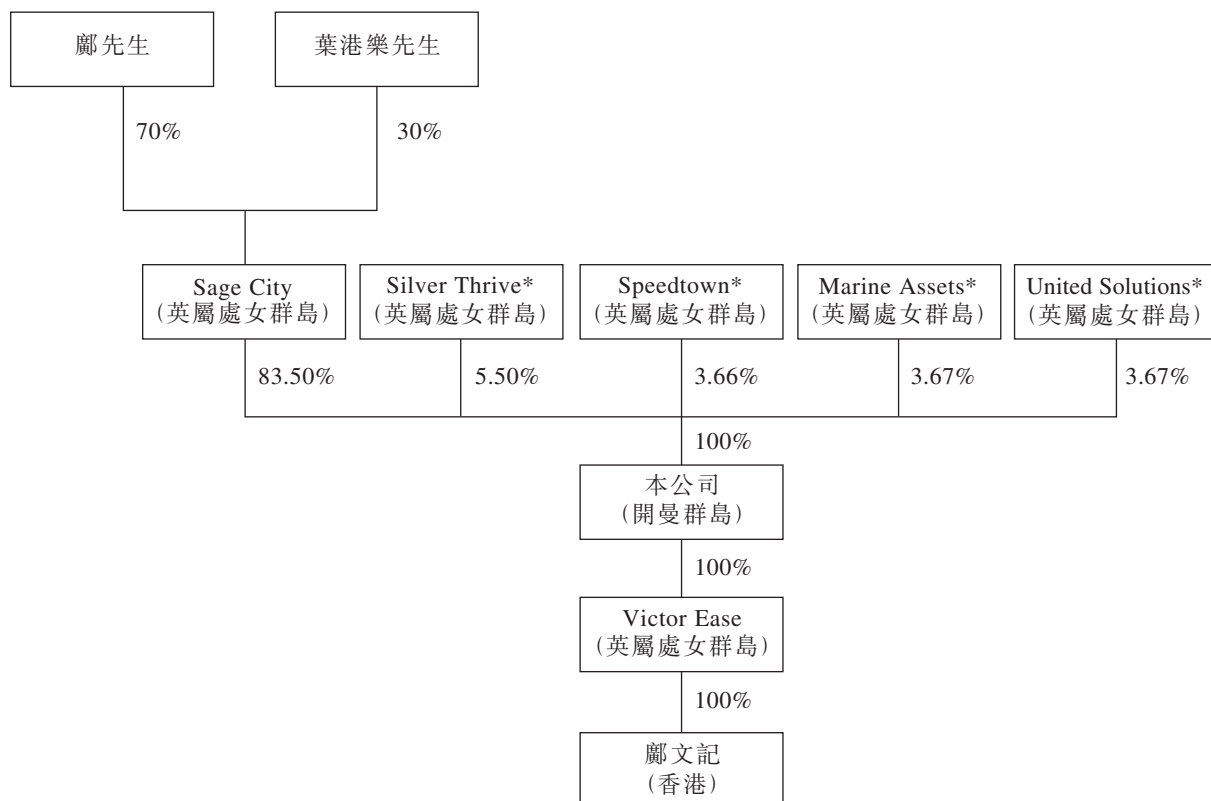 鄺先生
葉港樂先生
70%
30%
Sage City
(英屬處女群島)
Silver Thrive*
(英屬處女群島)
Speedtown*
(英屬處女群島)
Marine Assets*
(英屬處女群島)
United Solutions*
(英屬處女群島)
83.50%
5.50%
3.66%
3.67%
3.67%
100%
本公司
(開曼群島)
100%
Victor Ease
(英屬處女群島)
100%
鄺文記
(香港)